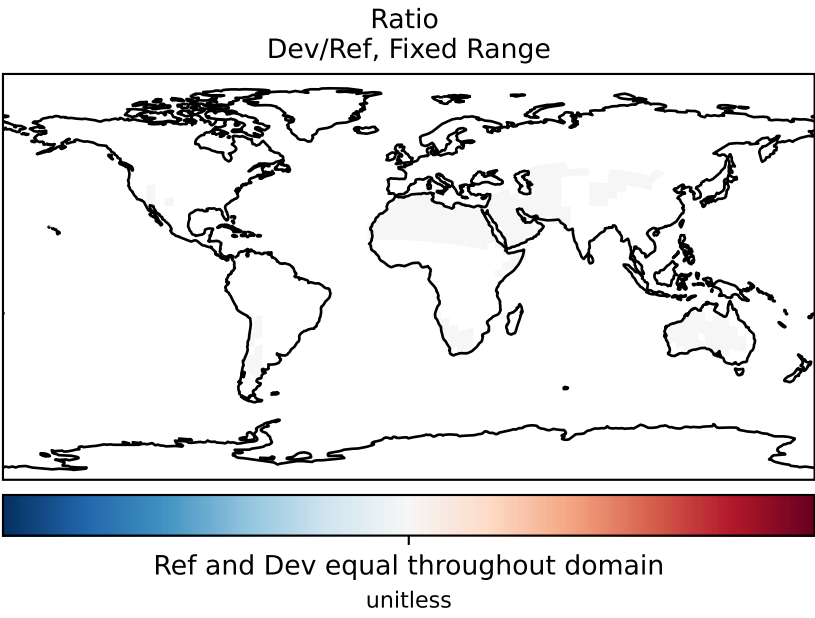 Ratio
Dev/Ref, Fixed Range
Ref and Dev equal throughout domain
unitless